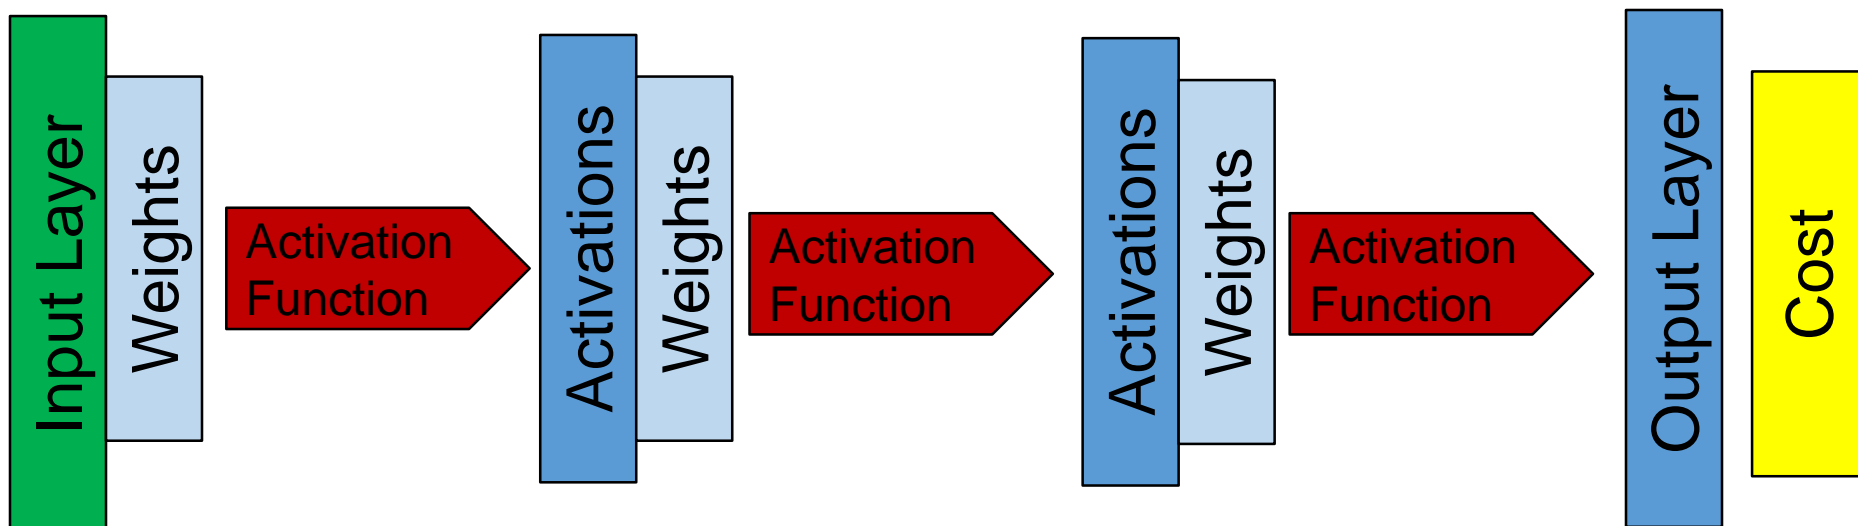 Input Layer
Weights
Activation
Function
Activations
Weights
Activation
Function
Activations
Weights
Activation
Function
Output Layer
Cost